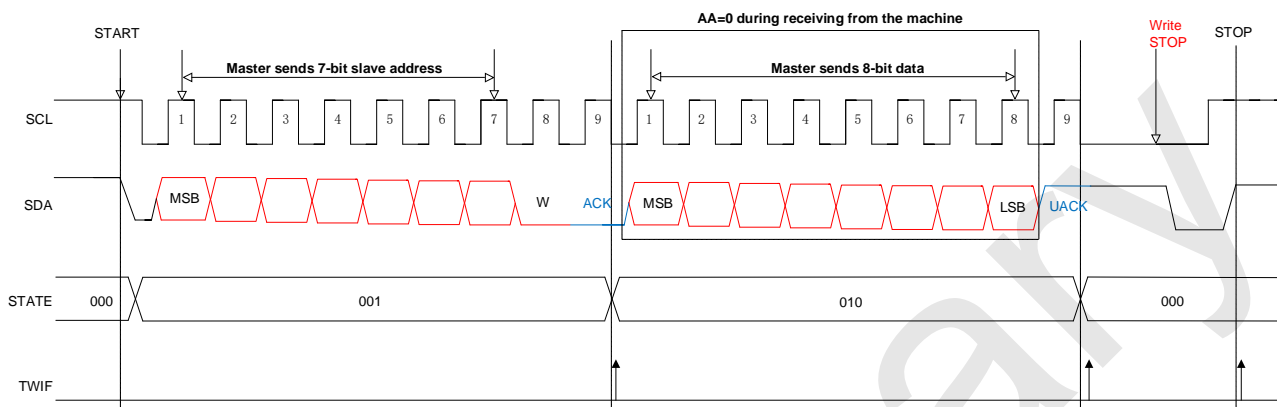 AA=0 during receiving from the machine
START
Write
STOP
STOP
Master sends 7-bit slave address
Master sends 8-bit data
SCL
1 2 3 4 5 6 7 8 9 1 2 3 4 5 6 7 8 9
SDA
MSB W ACK MSB LSB UACK
STATE
000 001 010 000
TWIF
ary